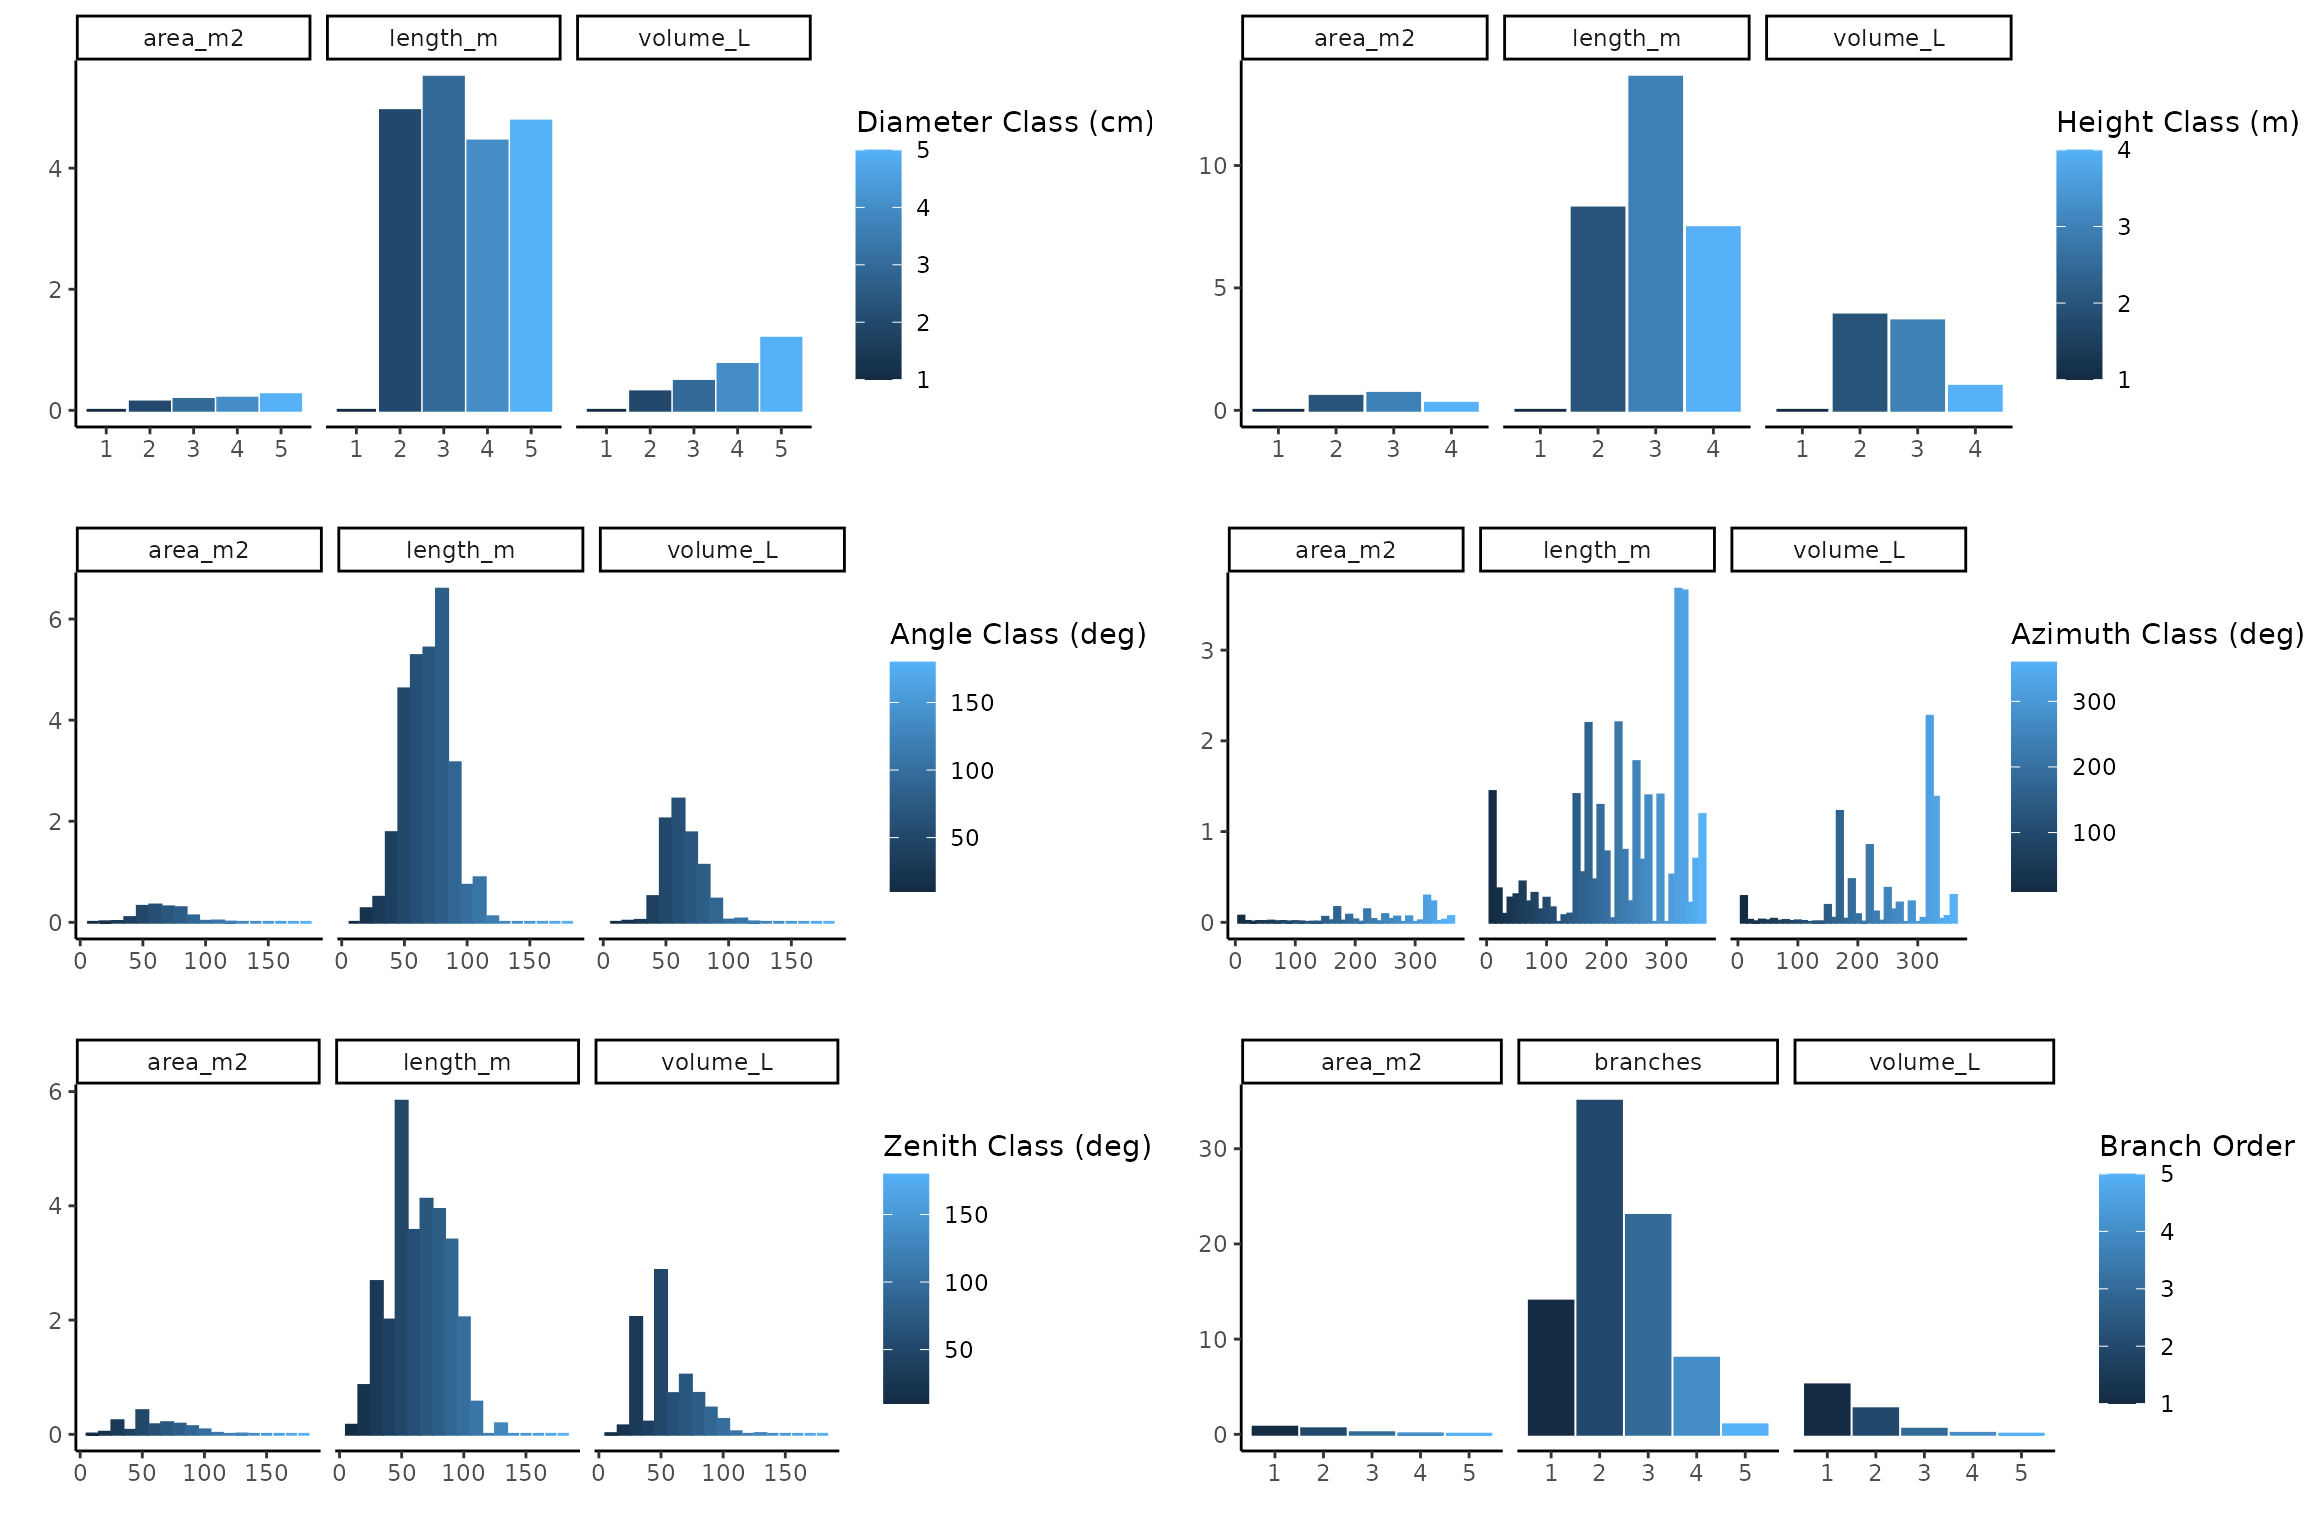 area_m2 length_m volume_L
Diameter Class (cm)
5
4
3
2
1
4
2
0
1 2 3 4 5 1 2 3 4 5 1 2 3 4 5
area_m2 length_m volume_L
Height Class (m)
4
3
2
1
10
5
0
1 2 3 4 1 2 3 4 1 2 3 4
area_m2 length_m volume_L
Angle Class (deg)
150
100
50
6
4
2
0
0 50 100 150 0 50 100 150 0 50 100 150
area_m2 length_m volume_L
Azimuth Class (deg)
300
200
100
3
2
1
0
0 100 200 300 0 100 200 300 0 100 200 300
area_m2 length_m volume_L
Zenith Class (deg)
150
100
50
6
4
2
0
0 50 100 150 0 50 100 150 0 50 100 150
area_m2 branches volume_L
Branch Order
5
4
3
2
1
30
20
10
0
1 2 3 4 5 1 2 3 4 5 1 2 3 4 5